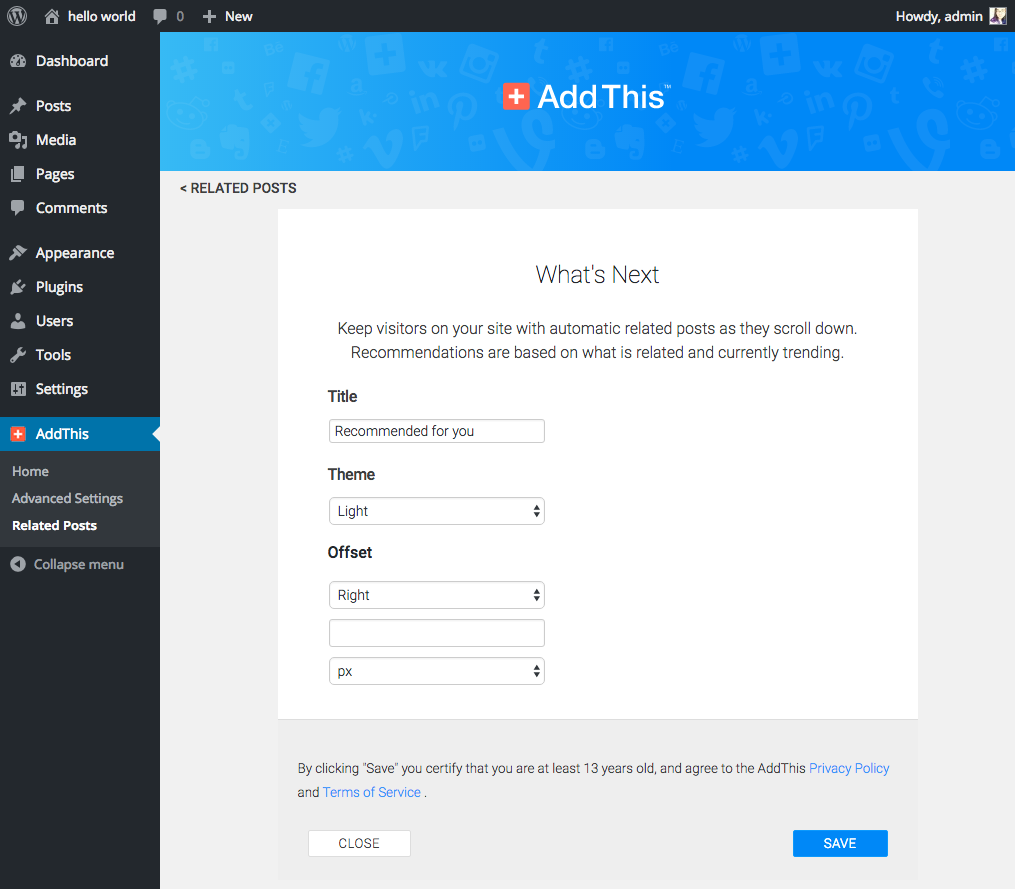 hello world
0
New
Howdy, admin
Dashboard
Posts
Media
Pages
Comments
Appearance
Plugins
Users
Tools
Settings
AddThis
Home
Advanced Settings
Related Posts
Collapse menu
AddThis™
< RELATED POSTS
What's Next
Keep visitors on your site with automatic related posts as they scroll down.
Recommendations are based on what is related and currently trending.
Title
Recommended for you
Theme
Light
Offset
Right
px
By clicking "Save" you certify that you are at least 13 years old, and agree to the AddThis Privacy Policy
and Terms of Service .
CLOSE
SAVE